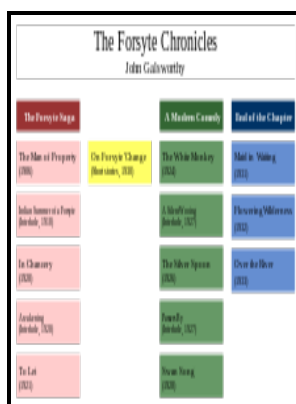 The Forsyte Chronicles
John Galsworthy
The Forsyte Saga
A Modern Comedy
End of the Chapter
The Man of Property
(1906)
On Forsyte 'Change
(Short stories, 1930)
The White Monkey
(1924)
Maid in Waiting
(1931)
Indian Summer of a Forsyte
(Interlude, 1918)
A Silent Wooing
(Interlude, 1927)
Flowering Wilderness
(1932)
In Chancery
(1920)
The Silver Spoon
(1926)
Over the River
(1933)
Awakening
(Interlude, 1920)
Passers By
(Interlude, 1927)
To Let
(1921)
Swan Song
(1928)